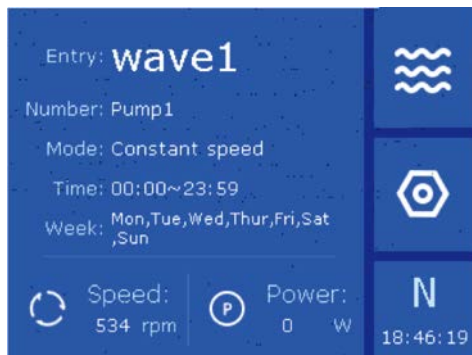 Entry: wave1
Number: Pump1
Mode: Constant speed
Time: 00:00~23:59
Week: Mon,Tue,Wed,Thur,Fri,Sat
,Sun
Speed:
534 rpm
P
Power:
0 W
N
18:46:19